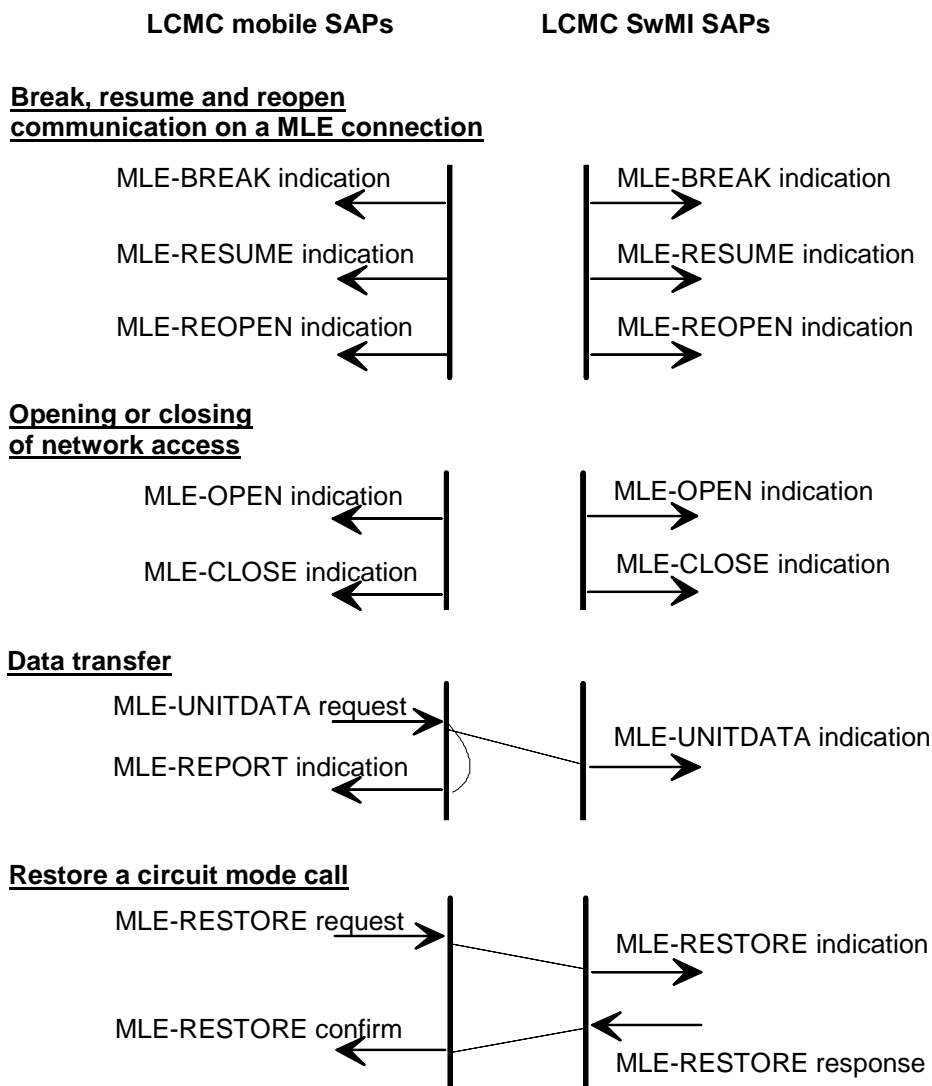 LCMC mobile SAPs LCMC SwMI SAPs
Break, resume and reopen
communication on a MLE connection
MLE-BREAK indication MLE-BREAK indication
MLE-RESUME indication MLE-RESUME indication
MLE-REOPEN indication MLE-REOPEN indication
Opening or closing
of network access
MLE-OPEN indication MLE-OPEN indication
MLE-CLOSE indication MLE-CLOSE indication
Data transfer
MLE-UNITDATA request
MLE-UNITDATA indication
MLE-REPORT indication
Restore a circuit mode call
MLE-RESTORE request
MLE-RESTORE indication
MLE-RESTORE confirm
MLE-RESTORE response